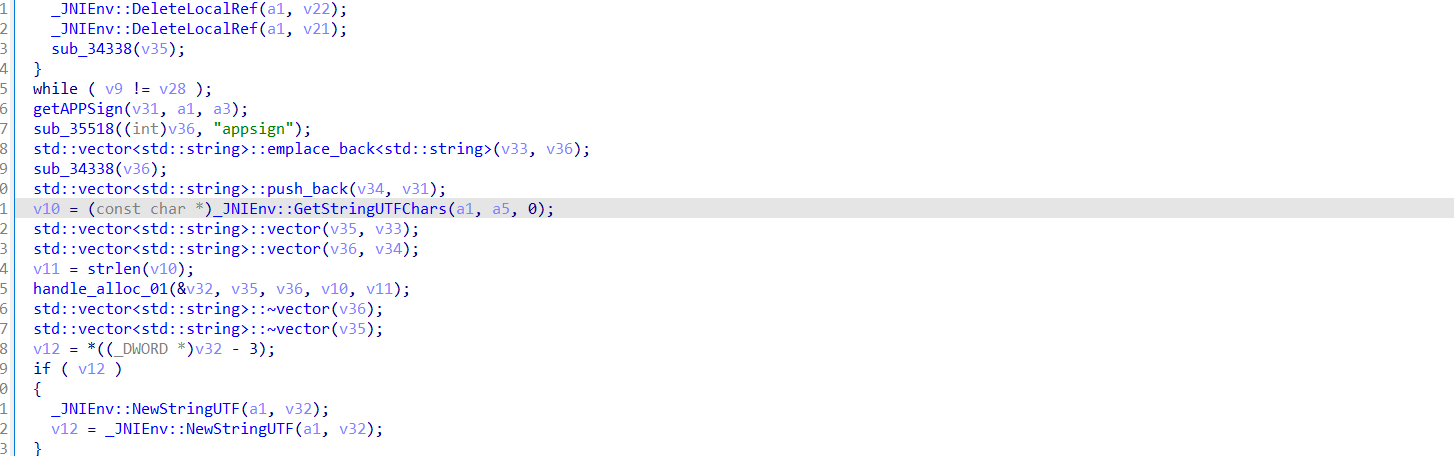 1 _JNIEnv::DeleteLocalRef(a1, v22);
2 _JNIEnv::DeleteLocalRef(a1, v21);
3 sub_34338(v35);
4 }
5 while ( v9 != v28 );
6 getAPPSign(v31, a1, a3);
7 sub_35518((int)v36, "appsign");
8 std::vector<std::string>::emplace_back<std::string>(v33, v36);
9 sub_34338(v36);
0 std::vector<std::string>::push_back(v34, v31);
1 v10 = (const char *)_JNIEnv::GetStringUTFChars(a1, a5, 0);
2 std::vector<std::string>::vector(v35, v33);
3 std::vector<std::string>::vector(v36, v34);
4 v11 = strlen(v10);
5 handle_alloc_01(&v32, v35, v36, v10, v11);
6 std::vector<std::string>::~vector(v36);
7 std::vector<std::string>::~vector(v35);
8 v12 = *((_DWORD *)v32 - 3);
9 if ( v12 )
0 {
1 _JNIEnv::NewStringUTF(a1, v32);
2 v12 = _JNIEnv::NewStringUTF(a1, v32);
3 }